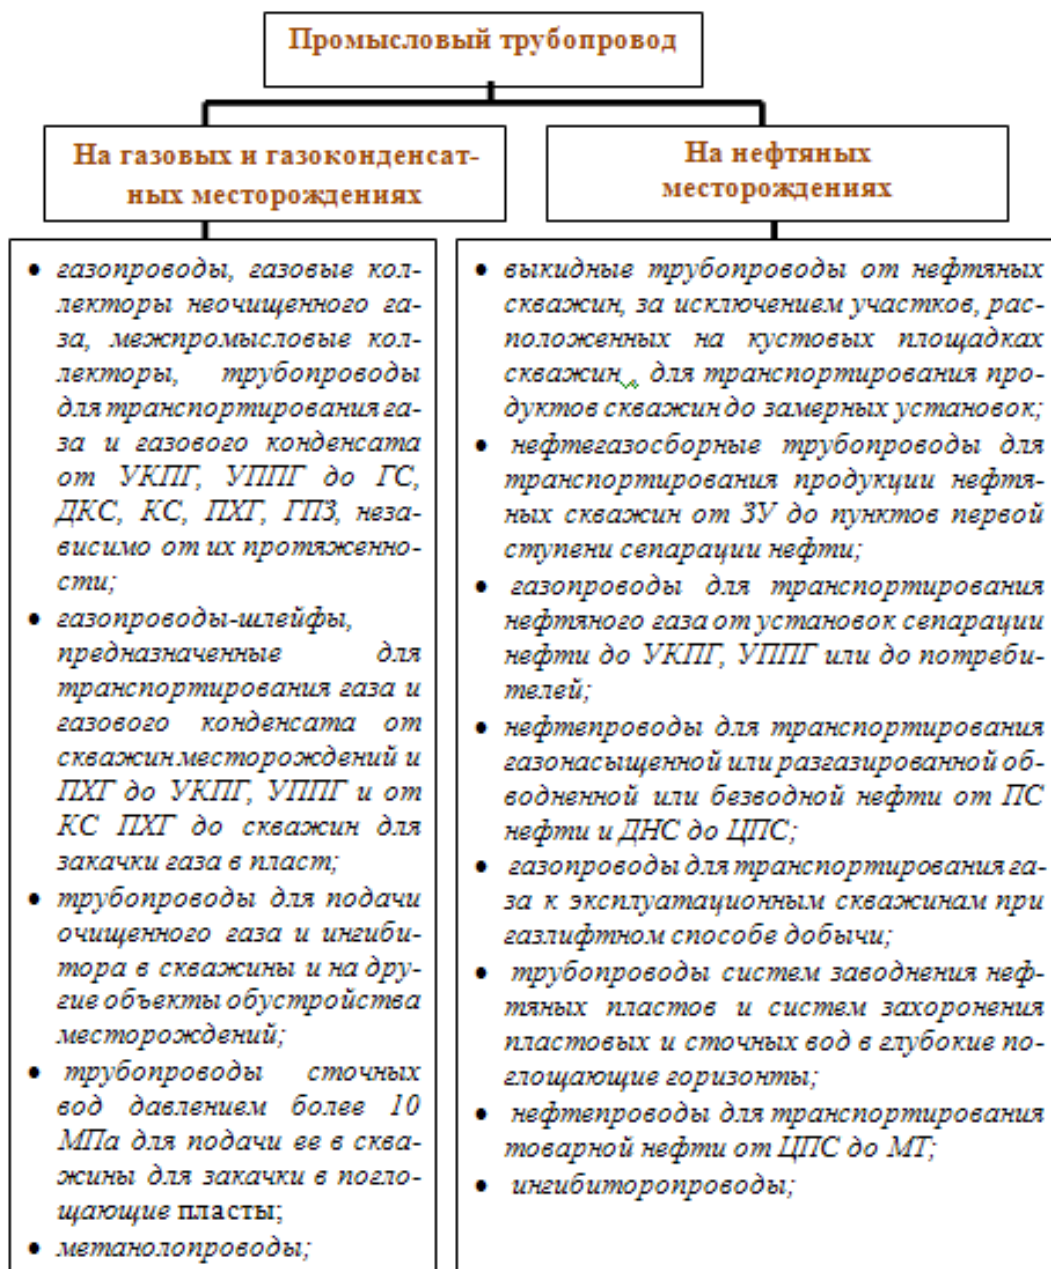 Промысловый трубопровод
На газовых и газоконденсат-
ных месторождениях
На нефтяных
месторождениях
• газопроводы, газовые кол-
лекторы неочищенного га-
за, межпромысловые кол-
лекторы, трубопроводы
для транспортирования га-
за и газового конденсата
от УКПГ, УППГ до ГС,
ДКС, КС, ПХГ, ГПЗ, неза-
висимо от их протяженно-
сти;
• газопроводы-шлейфы,
предназначенные для
транспортирования газа и
газового конденсата от
скважин месторождений и
ПХГ до УКПГ, УППГ и от
КС ПХГ до скважин для
закачки газа в пласт;
• трубопроводы для подачи
очищенного газа и ингиби-
тора в скважины и на дру-
гие объекты обустройства
месторождений;
• трубопроводы сточных
вод давлением более 10
МПа для подачи ее в сква-
жины для закачки в погло-
щающие пласты;
• метанолопроводы;
• выкидные трубопроводы от нефтяных
скважин, за исключением участков, рас-
положенных на кустовых площадках
скважин , для транспортирования про-
дуктов скважин до замерных установок;
• нефтегазосборные трубопроводы для
транспортирования продукции нефтя-
ных скважин от ЗУ до пунктов первой
ступени сепарации нефти;
• газопроводы для транспортирования
нефтяного газа от установок сепарации
нефти до УКПГ, УППГ или до потреби-
телей;
• нефтепроводы для транспортирования
газонасыщенной или разгазированной об-
водненной или безводной нефти от ПС
нефти и ДНС до ЦПС;
• газопроводы для транспортирования га-
за к эксплуатационным скважинам при
газлифтном способе добычи;
• трубопроводы систем заводнения неф-
тяных пластов и систем захоронения
пластовых и сточных вод в глубокие по-
глощающие горизонты;
• нефтепроводы для транспортирования
товарной нефти от ЦПС до МТ;
• ингибиторопроводы;